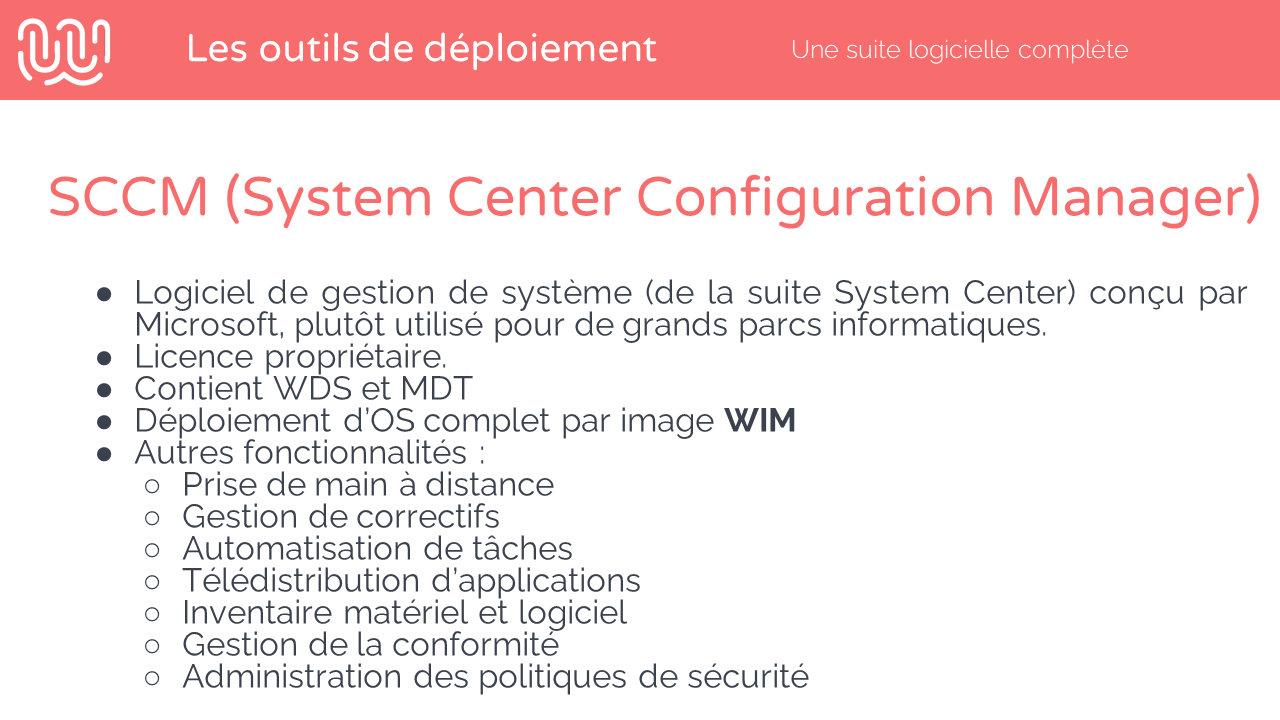 Les outils de déploiement
Une suite logicielle complète
SCCM (System Center Configuration Manager)
● Logiciel de gestion de système (de la suite System Center) conçu par
Microsoft, plutôt utilisé pour de grands parcs informatiques.
● Licence propriétaire.
● Contient WDS et MDT
● Déploiement d’OS complet par image WIM
● Autres fonctionnalités :
○ Prise de main à distance
○ Gestion de correctifs
○ Automatisation de tâches
○ Télédistribution d’applications
○ Inventaire matériel et logiciel
○ Gestion de la conformité
○ Administration des politiques de sécurité